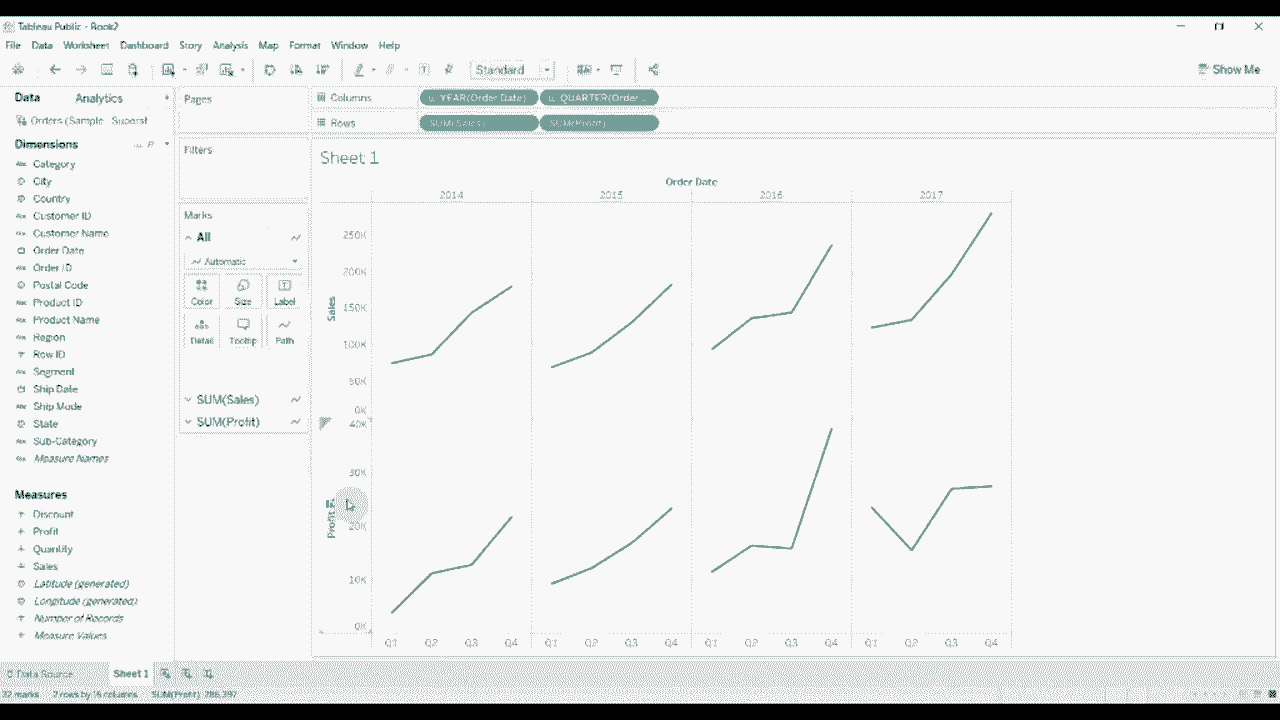 Tableau Public - Book2
File Data Worksheet Dashboard Story Analysis Map Format Window Help
Standard
Show Me
Data Analytics
Pages
Columns YEAR(Order Date) QUARTER(Order ..
Orders (Sample - Superst
Rows SUM(Sales) SUM(Profit)
Dimensions
Filters
Sheet 1
Category
City
Country
Customer ID
Customer Name
Order Date
Order ID
Postal Code
Product ID
Product Name
Region
Row ID
Segment
Ship Date
Ship Mode
State
Sub-Category
Measure Names
Measures
Discount
Profit
Quantity
Sales
Latitude (generated)
Longitude (generated)
Number of Records
Measure Values
Marks
All
Automatic
Color Size Label
Detail Tooltip Path
SUM(Sales)
SUM(Profit)
Order Date
2014 2015 2016 2017
Sales
250K
200K
150K
100K
50K
0K
Profit
40K
30K
20K
10K
0K
Q1 Q2 Q3 Q4 Q1 Q2 Q3 Q4 Q1 Q2 Q3 Q4 Q1 Q2 Q3 Q4
Data Source Sheet 1
32 marks 2 rows by 16 columns SUM(Profit): 286,397